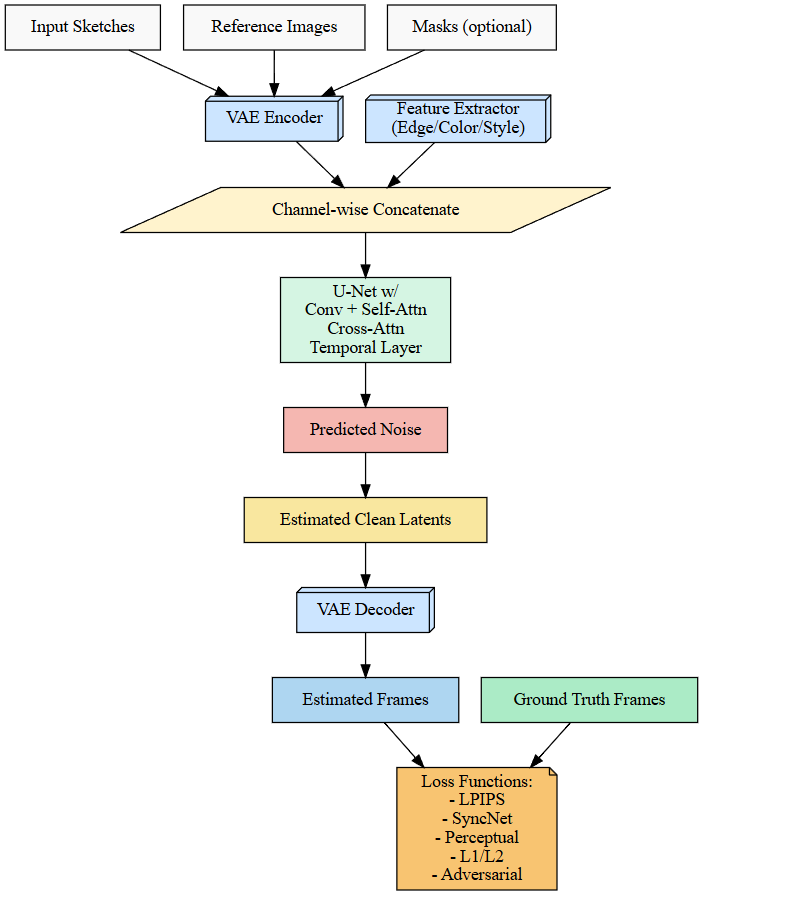 Input Sketches
Reference Images
Masks (optional)
VAE Encoder
Feature Extractor
(Edge/Color/Style)
Channel-wise Concatenate
U-Net w/
Conv + Self-Attn
Cross-Attn
Temporal Layer
Predicted Noise
Estimated Clean Latents
VAE Decoder
Estimated Frames
Ground Truth Frames
Loss Functions:
- LPIPS
- SyncNet
- Perceptual
- L1/L2
- Adversarial